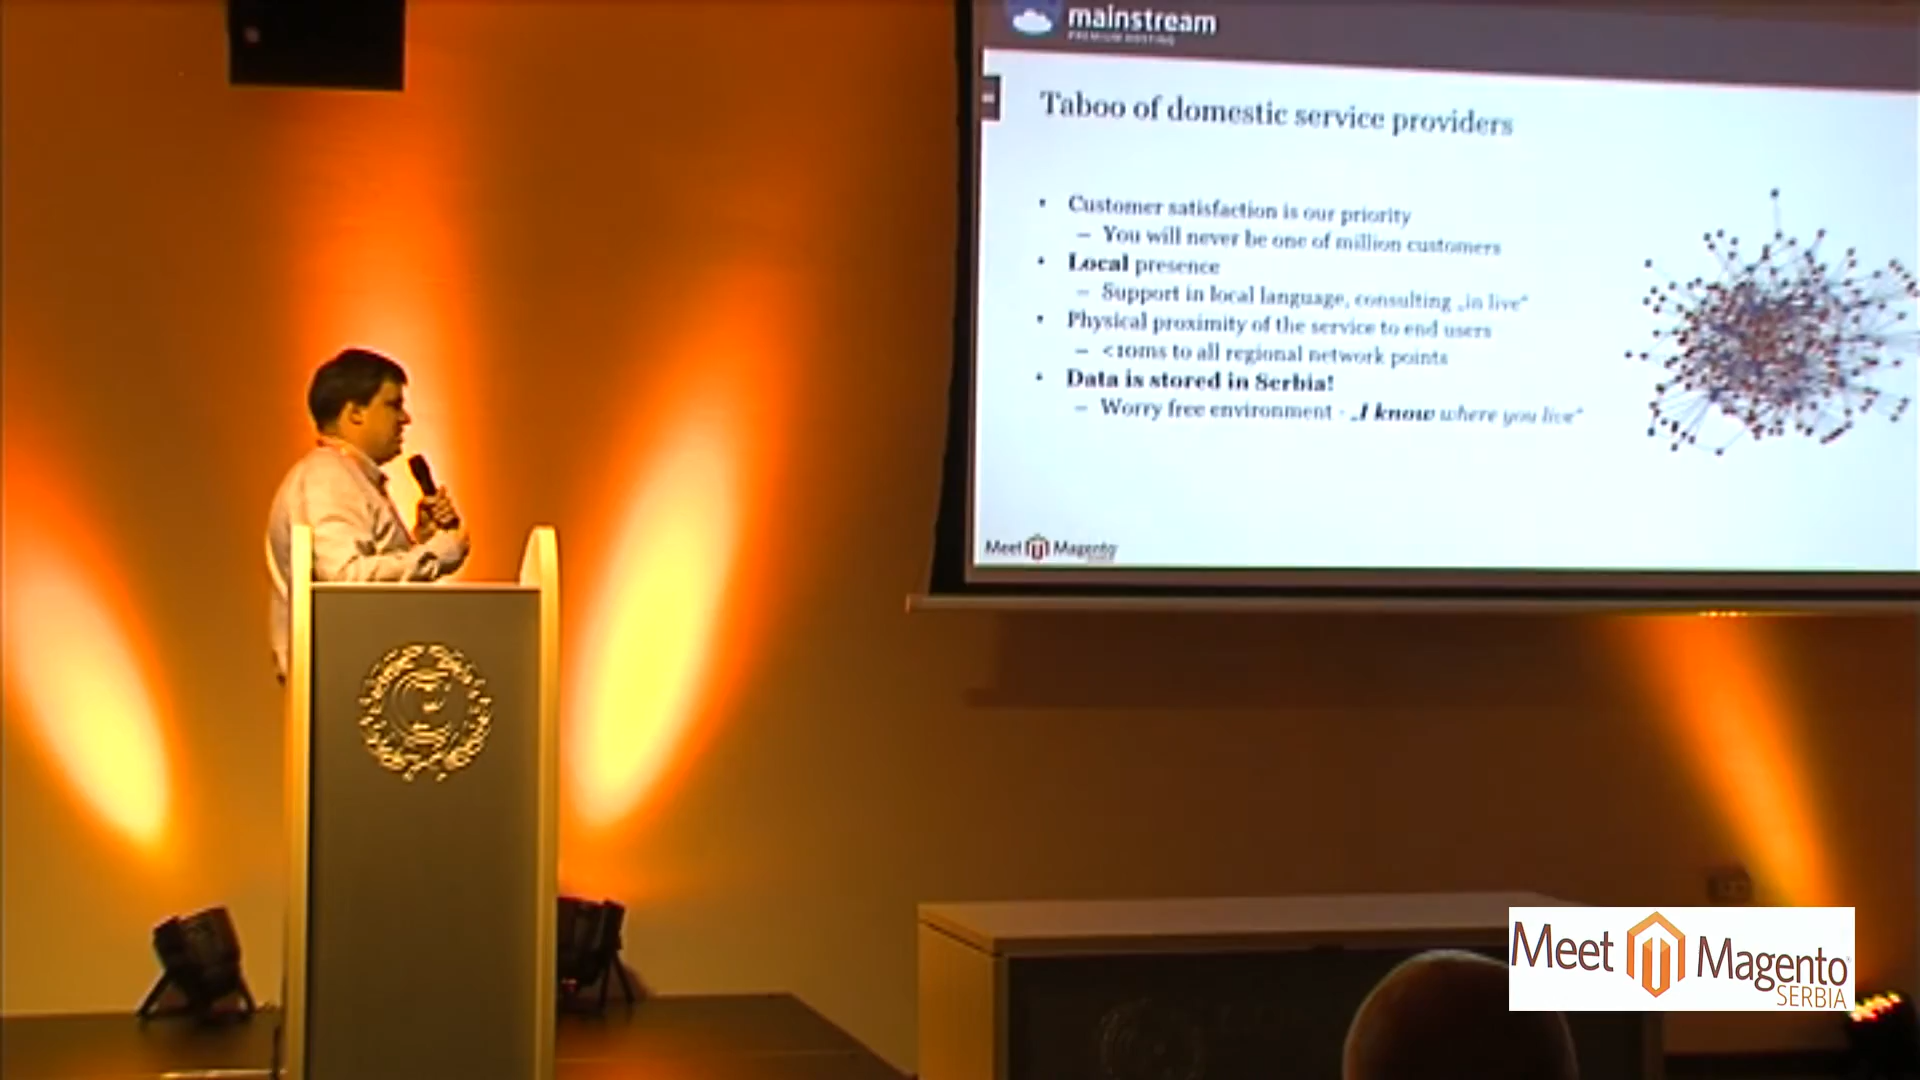 mainstream
PREMIUM HOSTING
Taboo of domestic service providers
• Customer satisfaction is our priority
– You will never be one of million customers
• Local presence
– Support in local language, consulting „in live“
• Physical proximity of the service to end users
– <10ms to all regional network points
• Data is stored in Serbia!
– Worry free environment - „I know where you live“
Meet Magento
Meet Magento
SERBIA